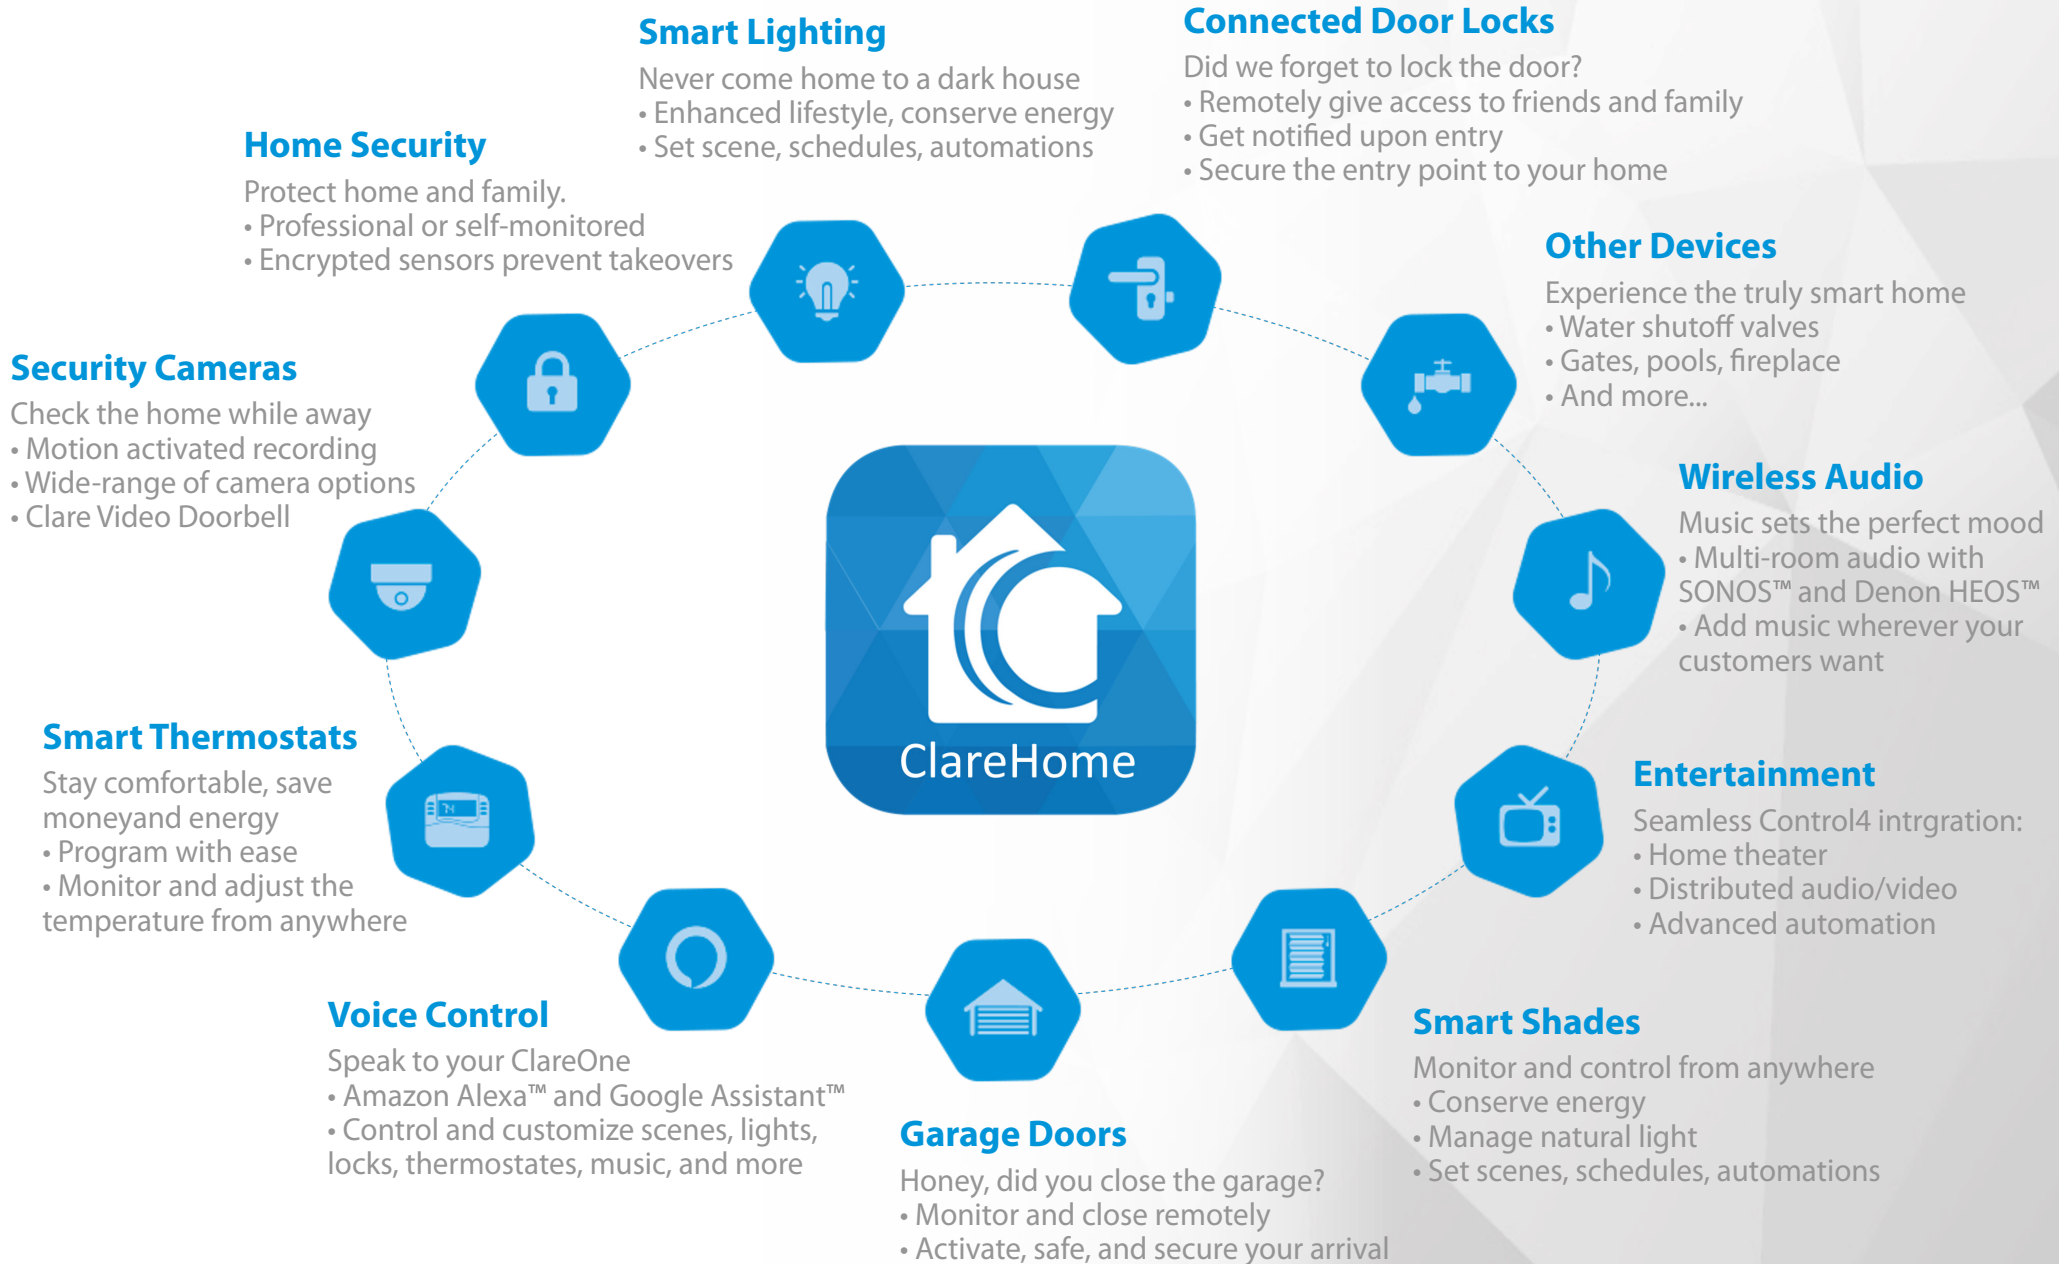 Smart Lighting
Never come home to a dark house
• Enhanced lifestyle, conserve energy
• Set scene, schedules, automations
Connected Door Locks
Did we forget to lock the door?
• Remotely give access to friends and family
• Get notified upon entry
• Secure the entry point to your home
Home Security
Protect home and family.
• Professional or self-monitored
• Encrypted sensors prevent takeovers
Other Devices
Experience the truly smart home
• Water shutoff valves
• Gates, pools, fireplace
• And more...
Security Cameras
Check the home while away
• Motion activated recording
• Wide-range of camera options
• Clare Video Doorbell
Wireless Audio
Music sets the perfect mood
• Multi-room audio with
SONOS™ and Denon HEOS™
• Add music wherever your
customers want
ClareHome
Smart Thermostats
Stay comfortable, save
moneyand energy
• Program with ease
• Monitor and adjust the
temperature from anywhere
74
Entertainment
Seamless Control4 intrgration:
• Home theater
• Distributed audio/video
• Advanced automation
Voice Control
Speak to your ClareOne
• Amazon Alexa™ and Google Assistant™
• Control and customize scenes, lights,
locks, thermostates, music, and more
Smart Shades
Monitor and control from anywhere
• Conserve energy
• Manage natural light
• Set scenes, schedules, automations
Garage Doors
Honey, did you close the garage?
• Monitor and close remotely
• Activate, safe, and secure your arrival